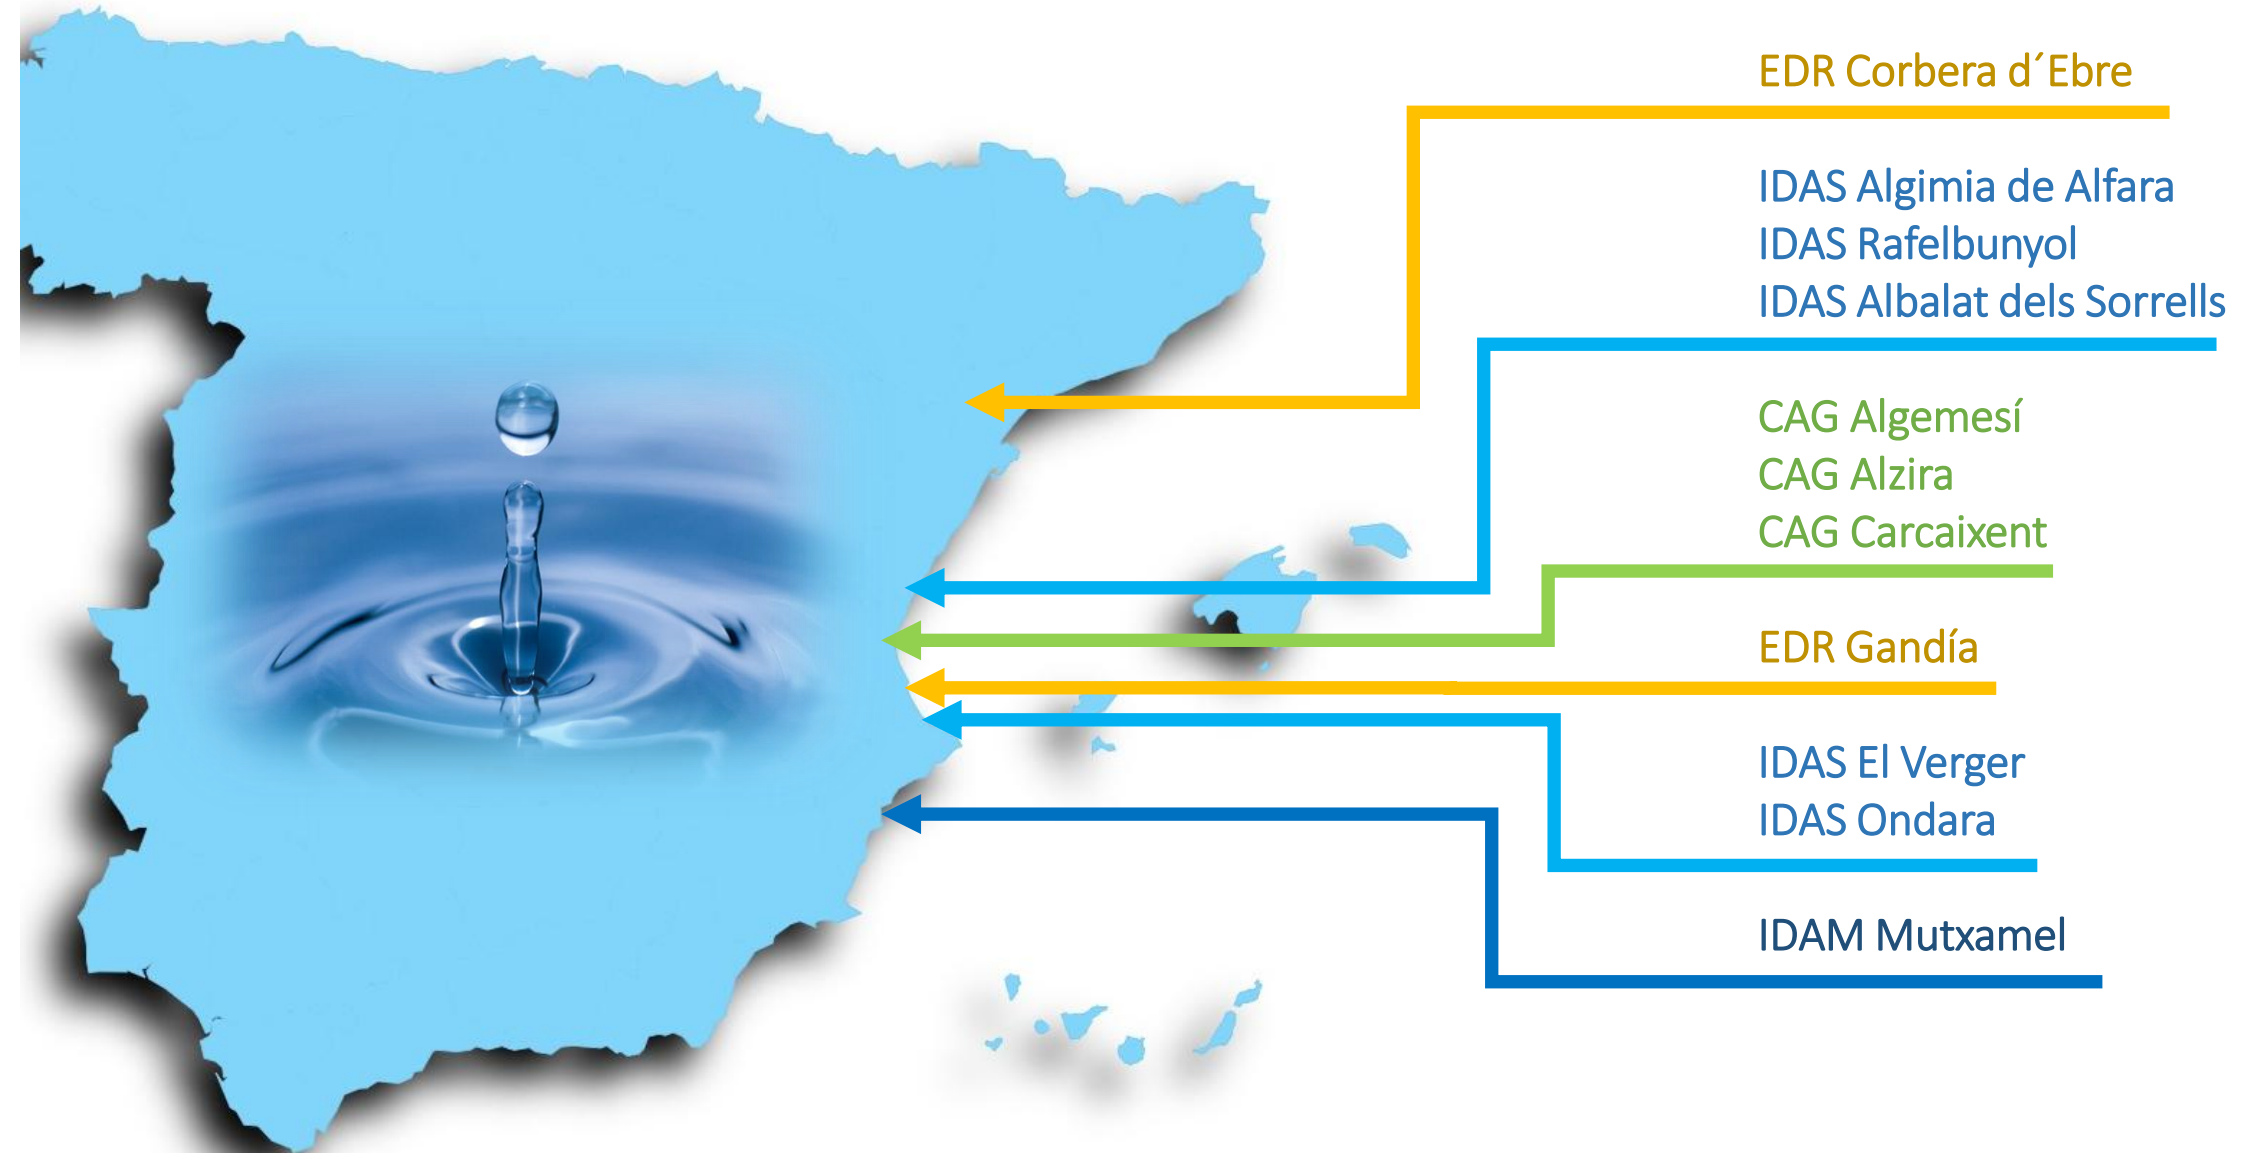 EDR Corbera d´Ebre
IDAS Algimia de Alfara
IDAS Rafelbunyol
IDAS Albalat dels Sorrells
CAG Algemesí
CAG Alzira
CAG Carcaixent
EDR Gandía
IDAS El Verger
IDAS Ondara
IDAM Mutxamel